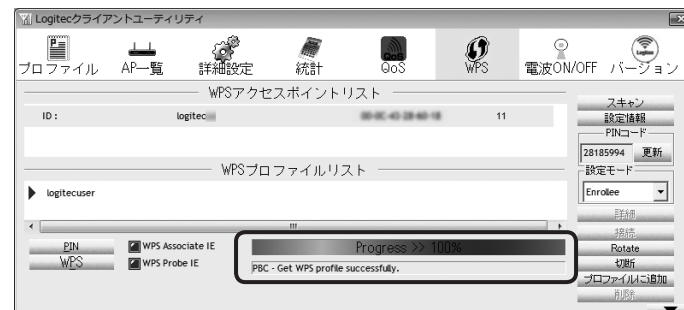 Logitecクライアントユーティリティ
プロファイル AP一覧 詳細設定 統計 QoS WPS 電波ON/OFF バージョン
WPSアクセスポイントリスト
ID : logitec 11
スキャン
設定情報
PINコード
28185994 更新
WPSプロファイルリスト
設定モード
logitecuser
Enrollee
詳細
接続
PIN WPS Associate IE Progress >> 100% Rotate
WPS WPS Probe IE PBC - Get WPS profile successfully. 切断
プロファイルに追加
削除